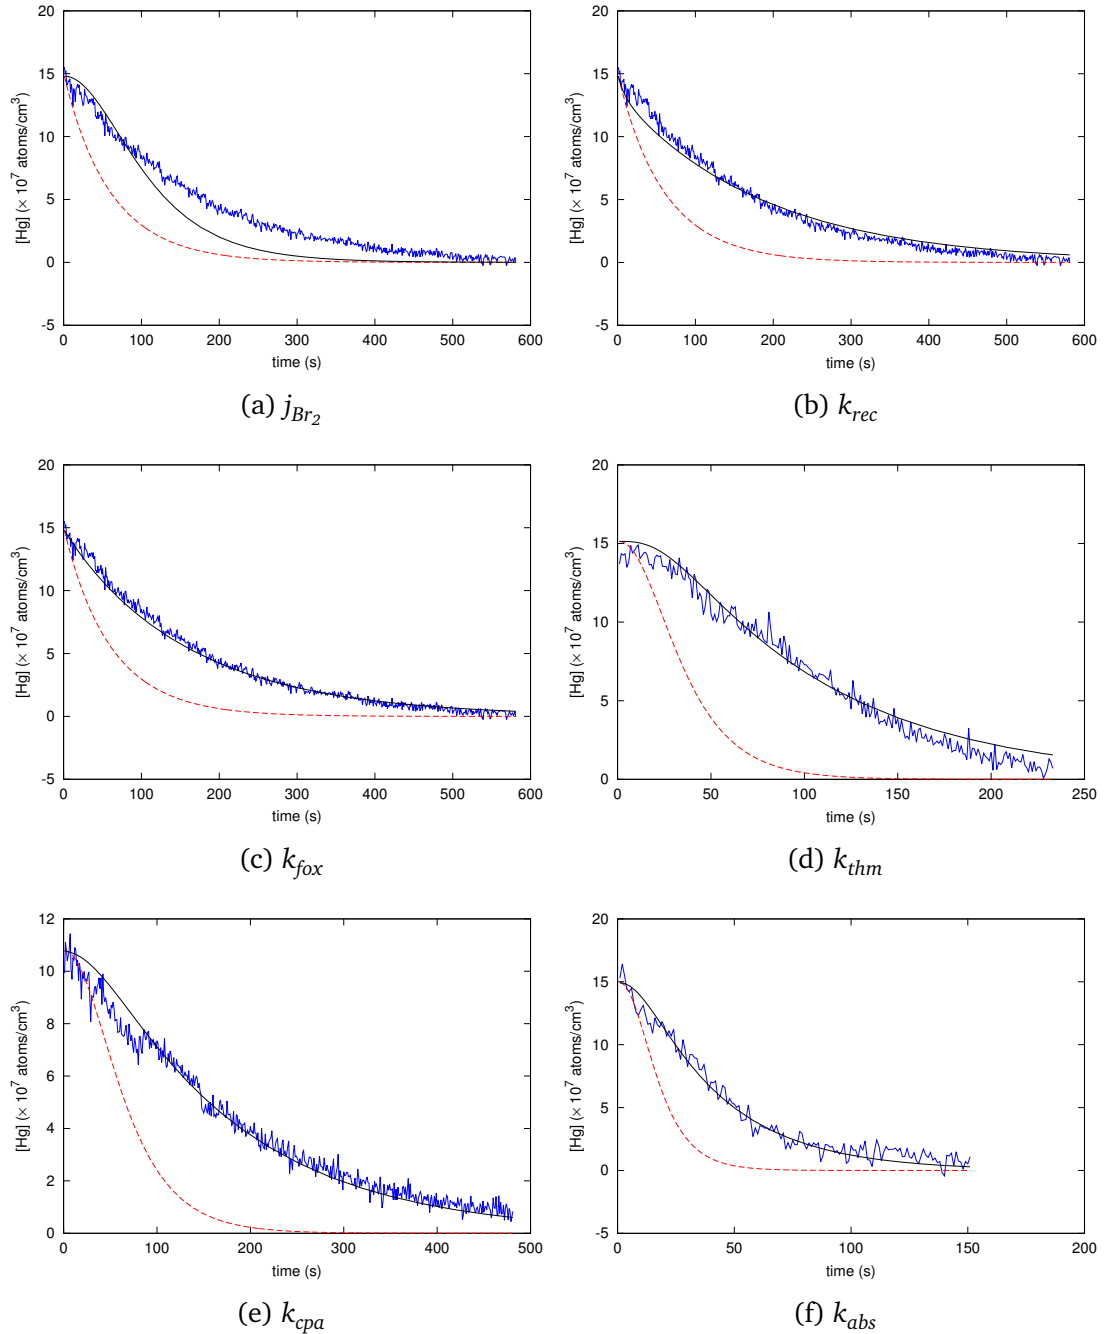 20
15
10
5
0
-5
[Hg] (× 10⁷ atoms/cm³)
0 100 200 300 400 500 600
time (s)
(a) j_{Br₂}
20
15
10
5
0
-5
[Hg] (× 10⁷ atoms/cm³)
0 100 200 300 400 500 600
time (s)
(b) k_{rec}
20
15
10
5
0
-5
[Hg] (× 10⁷ atoms/cm³)
0 100 200 300 400 500 600
time (s)
(c) k_{fox}
20
15
10
5
0
[Hg] (× 10⁷ atoms/cm³)
0 50 100 150 200 250
time (s)
(d) k_{thm}
12
10
8
6
4
2
0
[Hg] (× 10⁷ atoms/cm³)
0 100 200 300 400 500
time (s)
(e) k_{cpa}
20
15
10
5
0
-5
[Hg] (× 10⁷ atoms/cm³)
0 50 100 150 200
time (s)
(f) k_{abs}